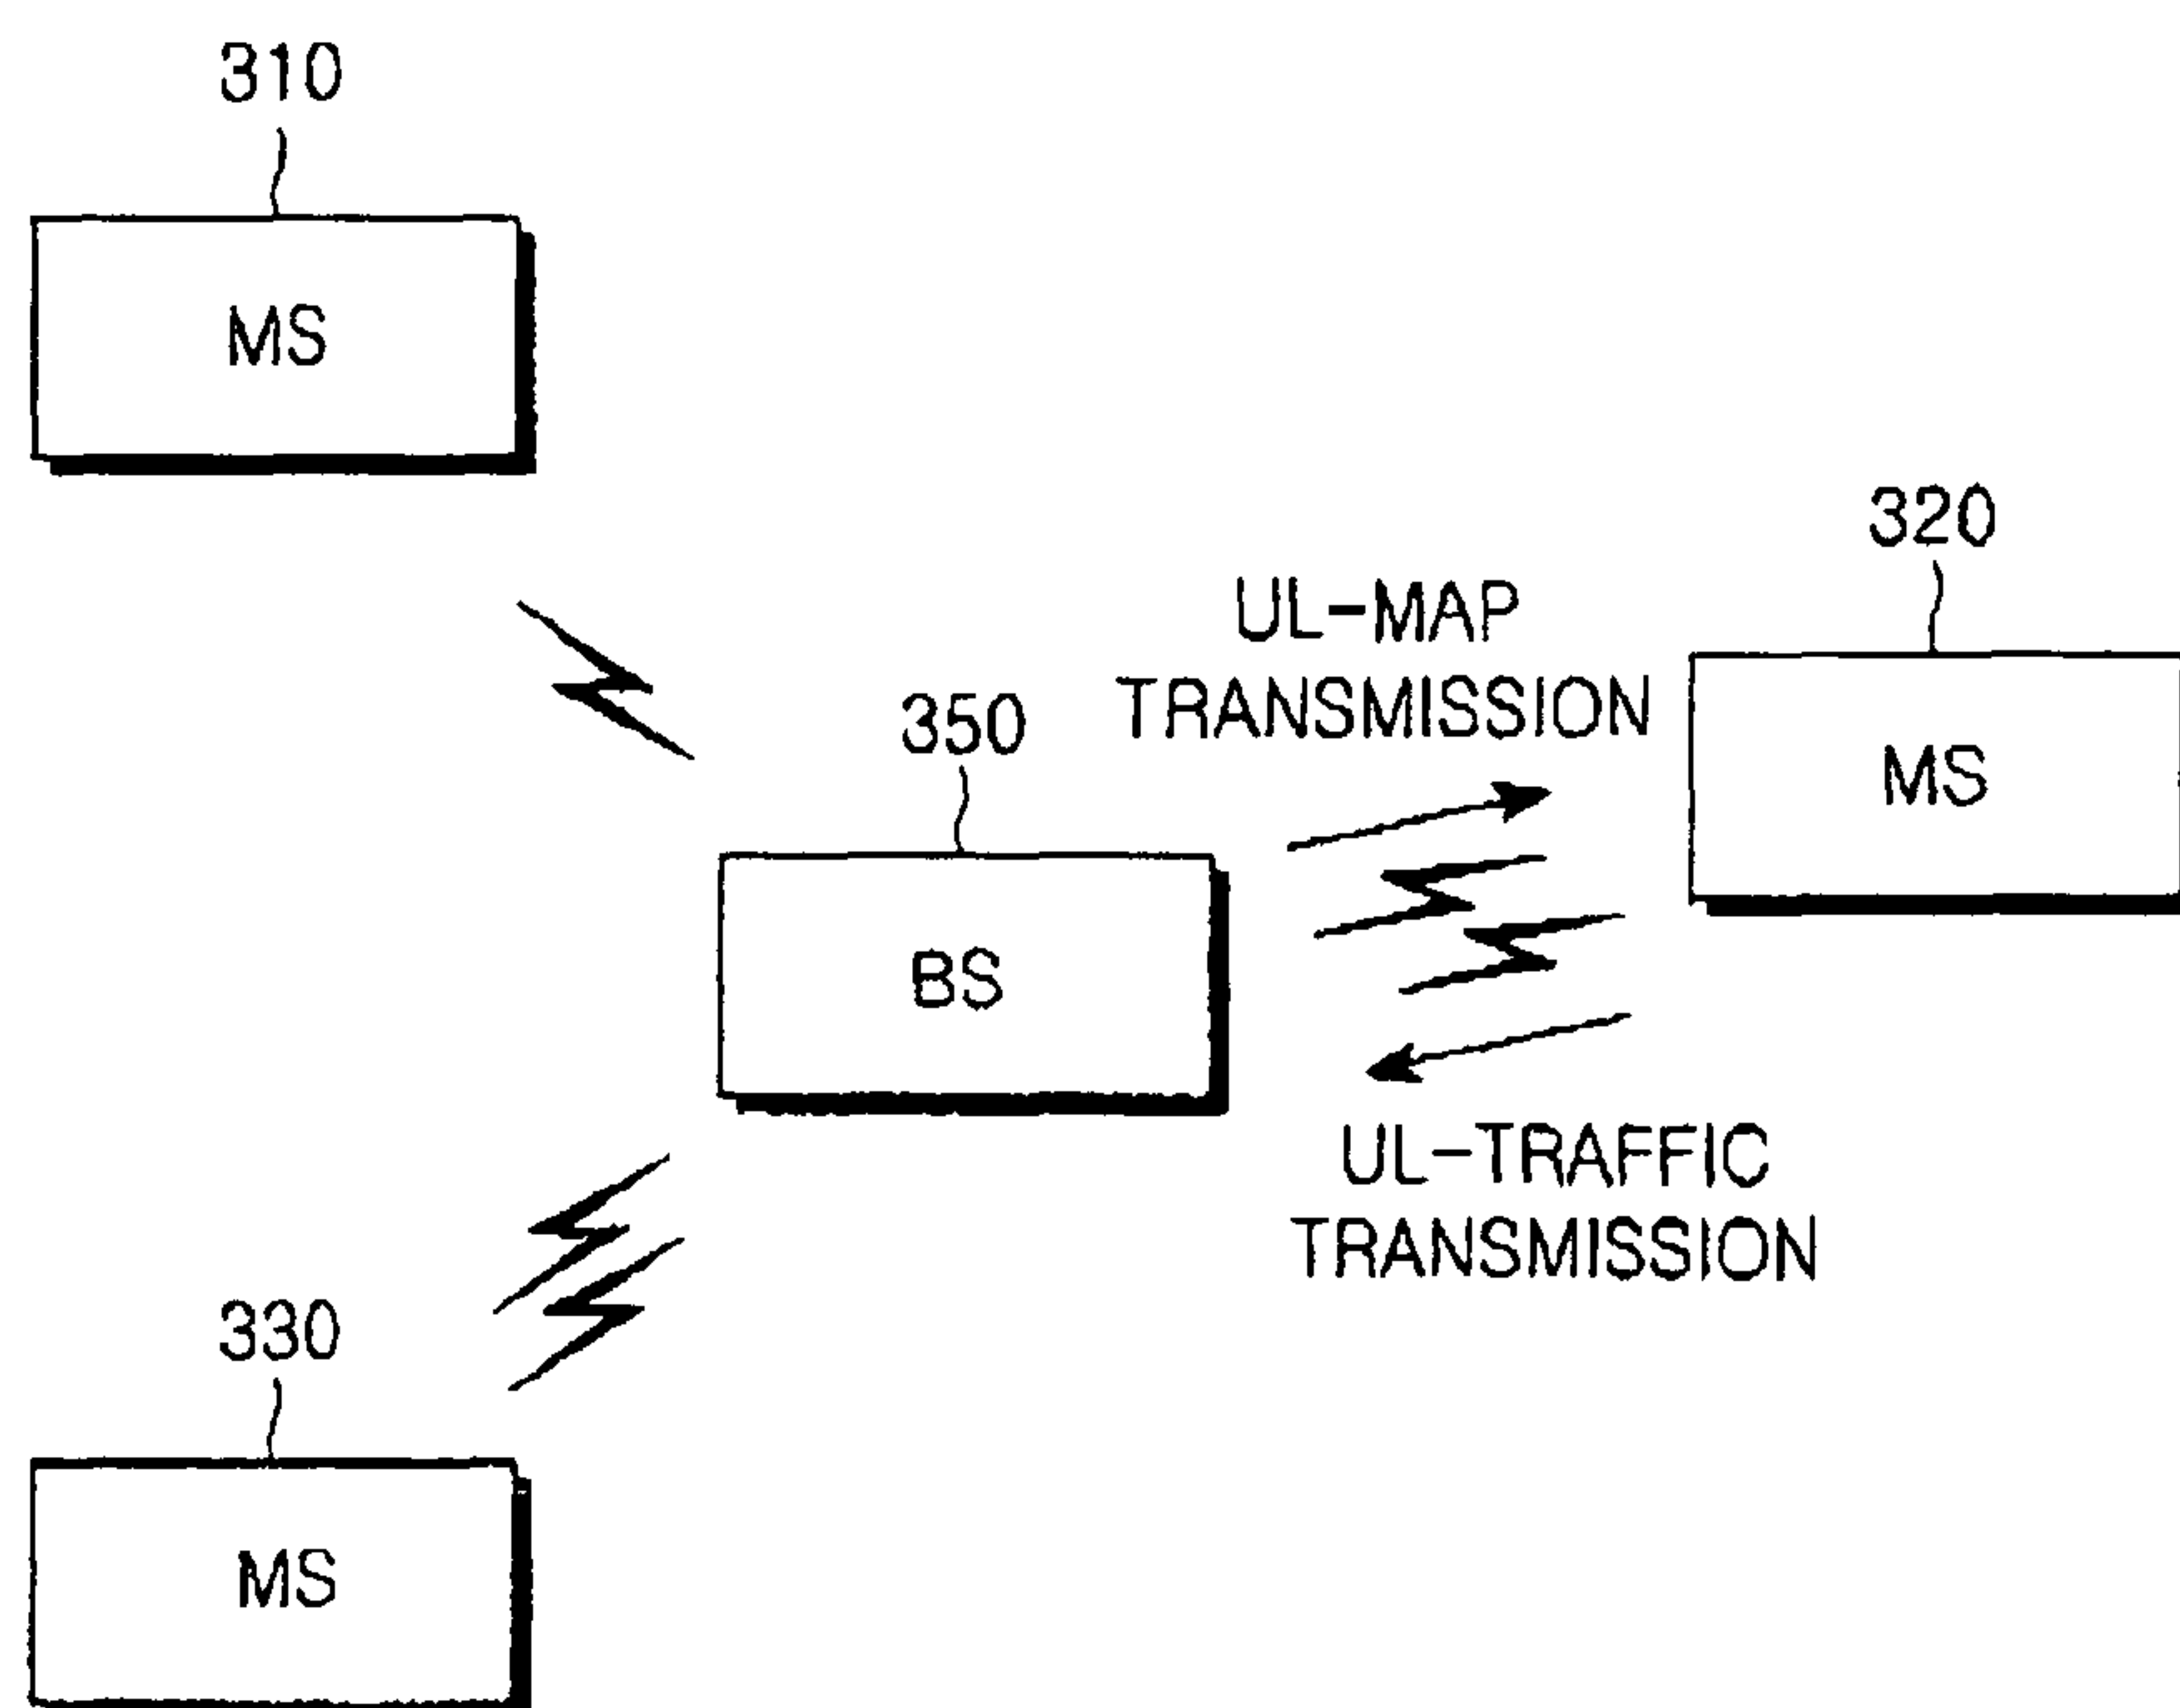 310
MS
320
UL-MAP
TRANSMISSION
350
MS
BS
UL-TRAFFIC
TRANSMISSION
330
MS